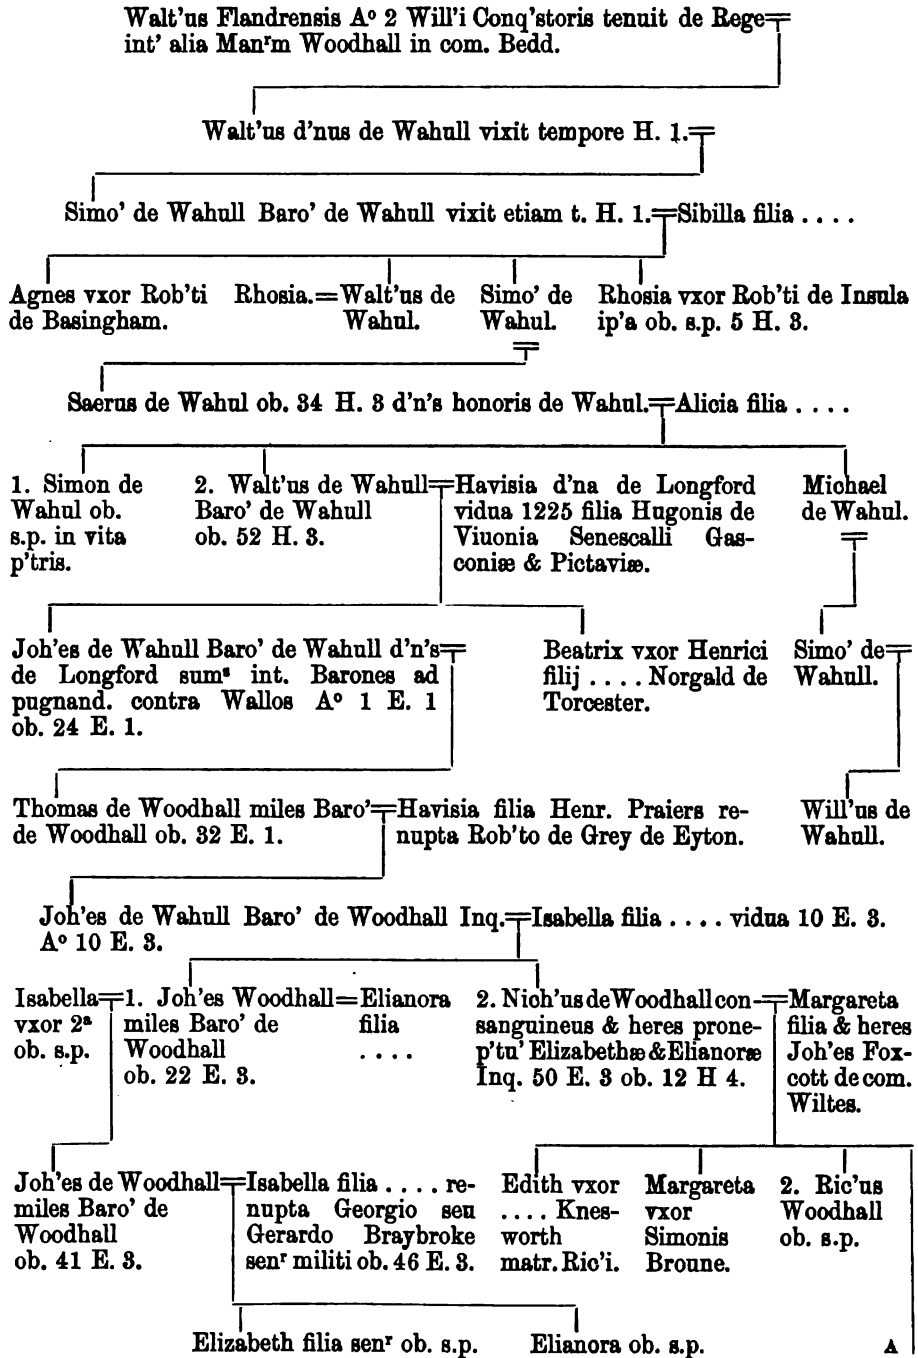 Walt'us Flandrensis Aº 2 Will'i Conq'storis tenuit de Rege
int' alia Manʳm Woodhall in com. Bedd.
Walt'us d'nus de Wahull vixit tempore H. 1.
Simo' de Wahull Baro' de Wahull vixit etiam t. H. 1.=Sibilla filia . . . .
Agnes vxor Rob'ti
de Basingham.
Rhosia.=Walt'us de
Wahul.
Simo' de
Wahul.
Rhosia vxor Rob'ti de Insula
ip'a ob. s.p. 5 H. 3.
Saerus de Wahul ob. 34 H. 3 d'n's honoris de Wahul.=Alicia filia . . . .
1. Simon de
Wahul ob.
s.p. in vita
p'tris.
2. Walt'us de Wahull
Baro' de Wahull
ob. 52 H. 3.
Havisia d'na de Longford
vidua 1225 filia Hugonis de
Viuonia Senescalli Gas-
coniæ & Pictaviæ.
Michael
de Wahul.
Joh'es de Wahull Baro' de Wahull d'n's
de Longford sumˢ int. Barones ad
pugnand. contra Wallos Aº 1 E. 1
ob. 24 E. 1.
Beatrix vxor Henrici
filij . . . . Norgald de
Torcester.
Simo' de
Wahull.
Thomas de Woodhall miles Baro'
de Woodhall ob. 32 E. 1.
Havisia filia Henr. Praiers re-
nupta Rob'to de Grey de Eyton.
Will'us de
Wahull.
Joh'es de Wahull Baro' de Woodhall Inq.=Isabella filia . . . . vidua 10 E. 3.
Aº 10 E. 3.
Isabella
vxor 2ª
ob. s.p.
1. Joh'es Woodhall
miles Baro' de
Woodhall
ob. 22 E. 3.
Elianora
filia
. . . .
2. Nich'us de Woodhall con-
sanguineus & heres prone-
p'tu' Elizabethæ & Elianoræ
Inq. 50 E. 3 ob. 12 H 4.
Margareta
filia & heres
Joh'es Fox-
cott de com.
Wiltes.
Joh'es de Woodhall
miles Baro' de
Woodhall
ob. 41 E. 3.
Isabella filia . . . . re-
nupta Georgio seu
Gerardo Braybroke
senʳ militi ob. 46 E. 3.
Edith vxor
. . . . Knes-
worth
matr. Ric'i.
Margareta
vxor
Simonis
Broune.
2. Ric'us
Woodhall
ob. s.p.
Elizabeth filia senʳ ob. s.p.
Elianora ob. s.p.
A